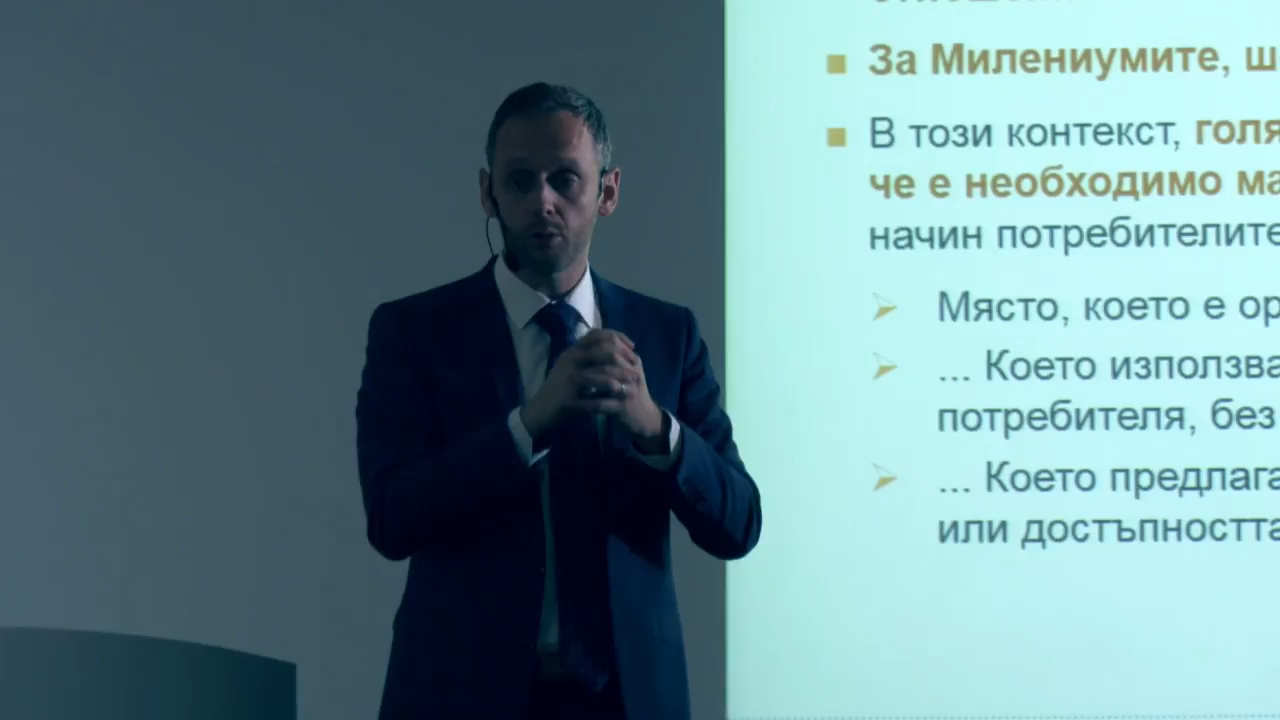 За Милениумите, ш
В този контекст, голя
че е необходимо ма
начин потребителите
Място, което е ор
... Което използва
потребителя, без
... Което предлага
или достъпността